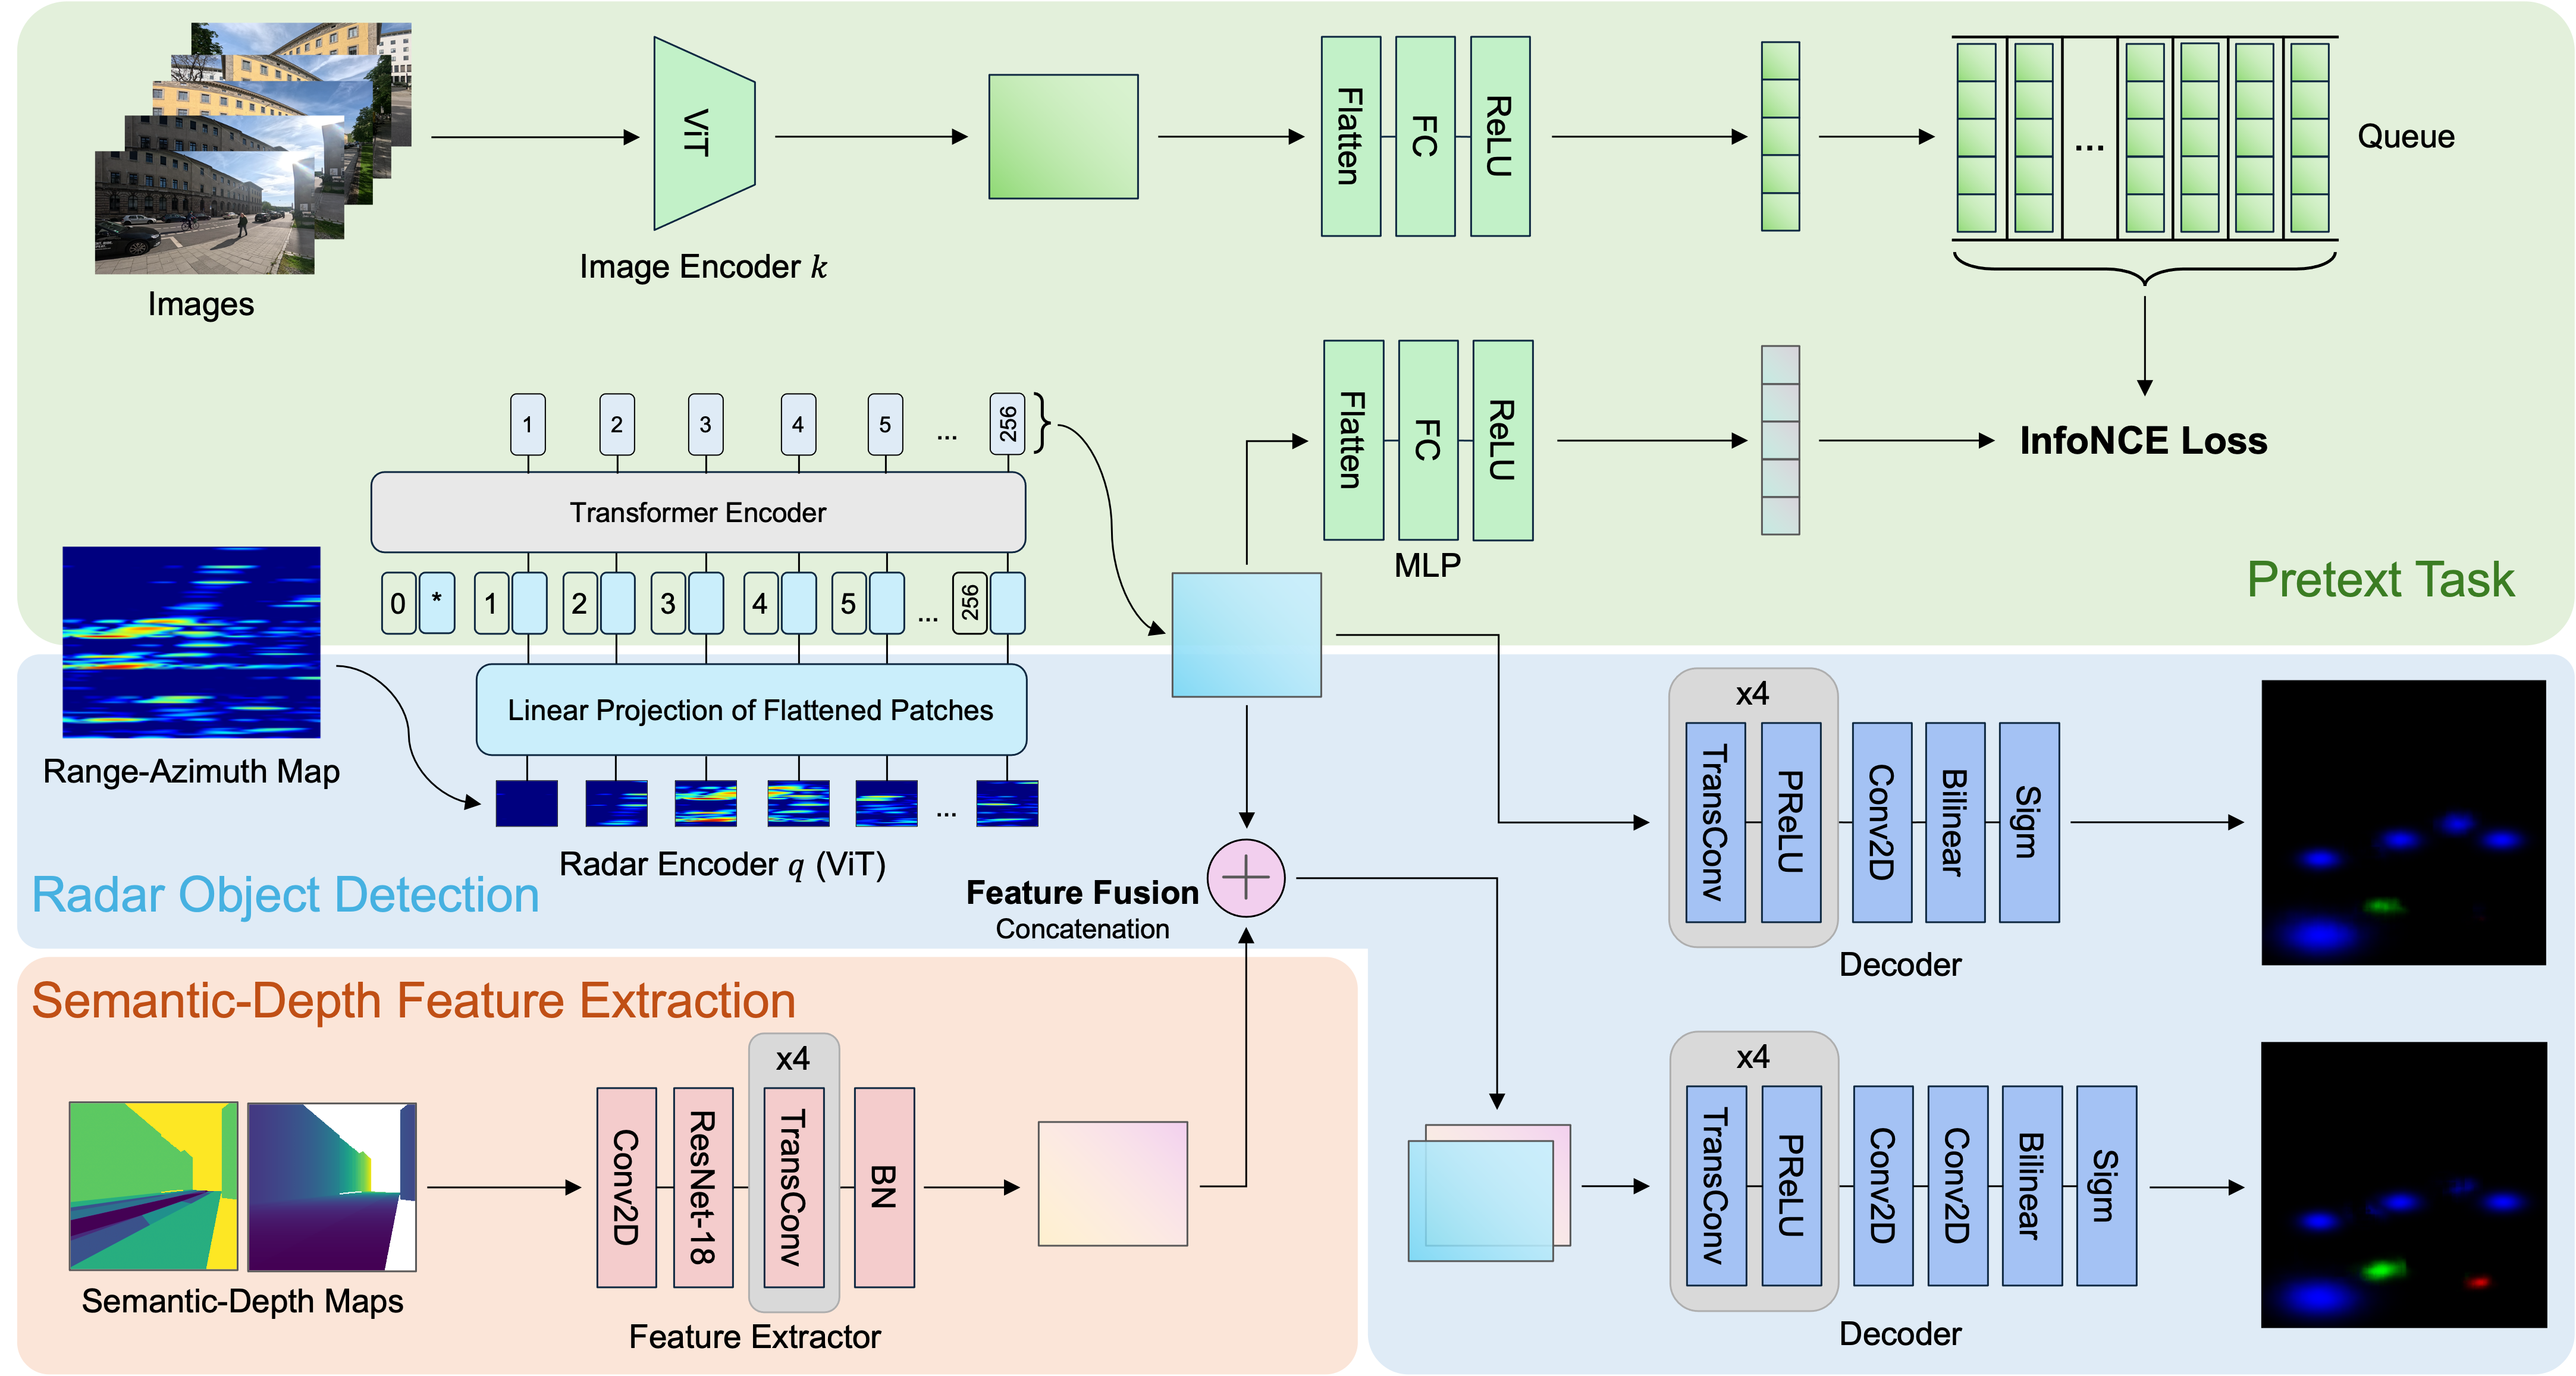 Images
ViT
Image Encoder k
Flatten
FC
ReLU
...
Queue
1 2 3 4 5 ... 256
Transformer Encoder
0 * 1 2 3 4 5 ... 256
Linear Projection of Flattened Patches
...
Range-Azimuth Map
Radar Encoder q (ViT)
Flatten
FC
ReLU
MLP
InfoNCE Loss
Pretext Task
Radar Object Detection
Feature Fusion
Concatenation
x4
TransConv
PReLU
Conv2D
Bilinear
Sigm
Decoder
Semantic-Depth Feature Extraction
Semantic-Depth Maps
Conv2D
ResNet-18
x4
TransConv
BN
Feature Extractor
x4
TransConv
PReLU
Conv2D
Conv2D
Bilinear
Sigm
Decoder